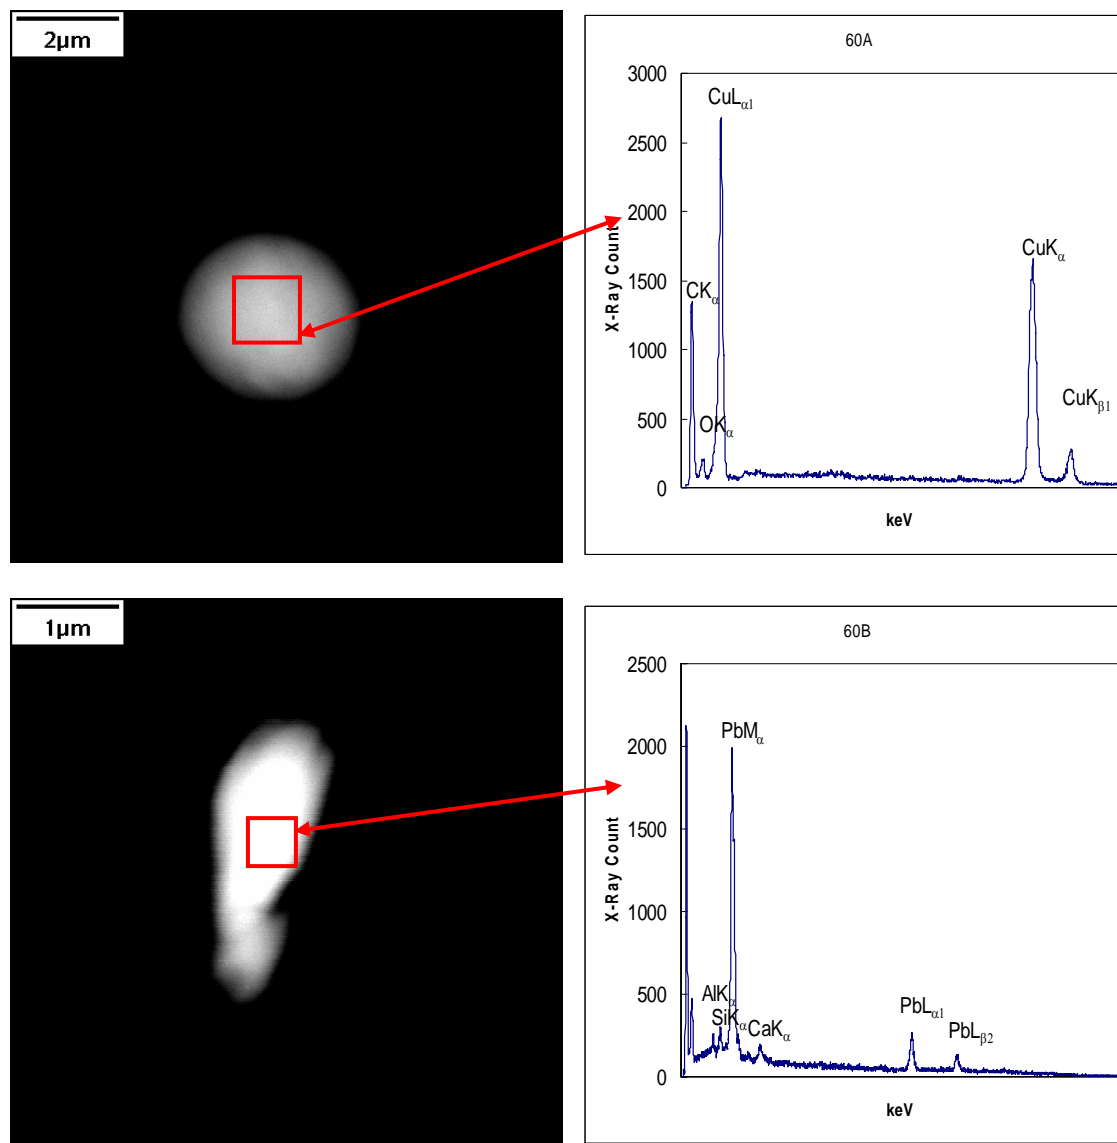 2µm
60A
3000
2500
2000
1500
1000
500
0
X-Ray Count
CuLα1
CKα
OKα
CuKα
CuKβ1
keV
1µm
60B
2500
2000
1500
1000
500
0
X-Ray Count
PbMα
AlKα
SiKα
CaKα
PbLα1
PbLβ2
keV